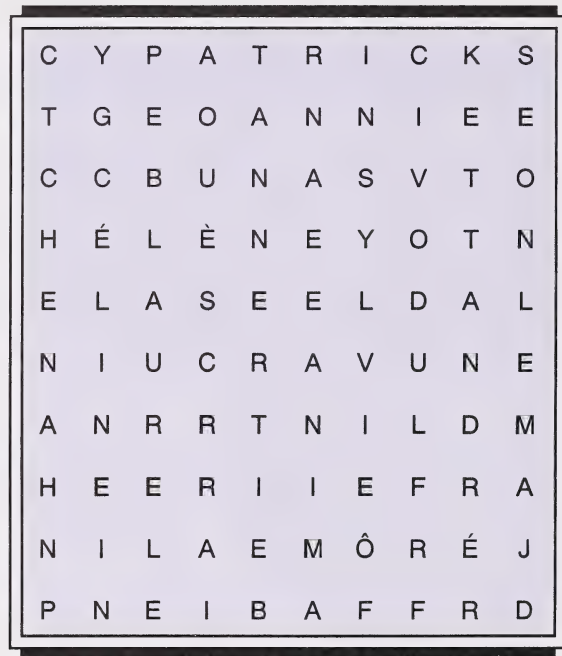 C Y P A T R I C K S
T G E O A N N I E E
C C B U N A S V T O
H É L È N E Y O T N
E L A S E E L D A L
N I U C R A V U N E
A N R R T N I L D M
H E E R I I E F R A
N I L A E M Ô R É J
P N E I B A F F R D